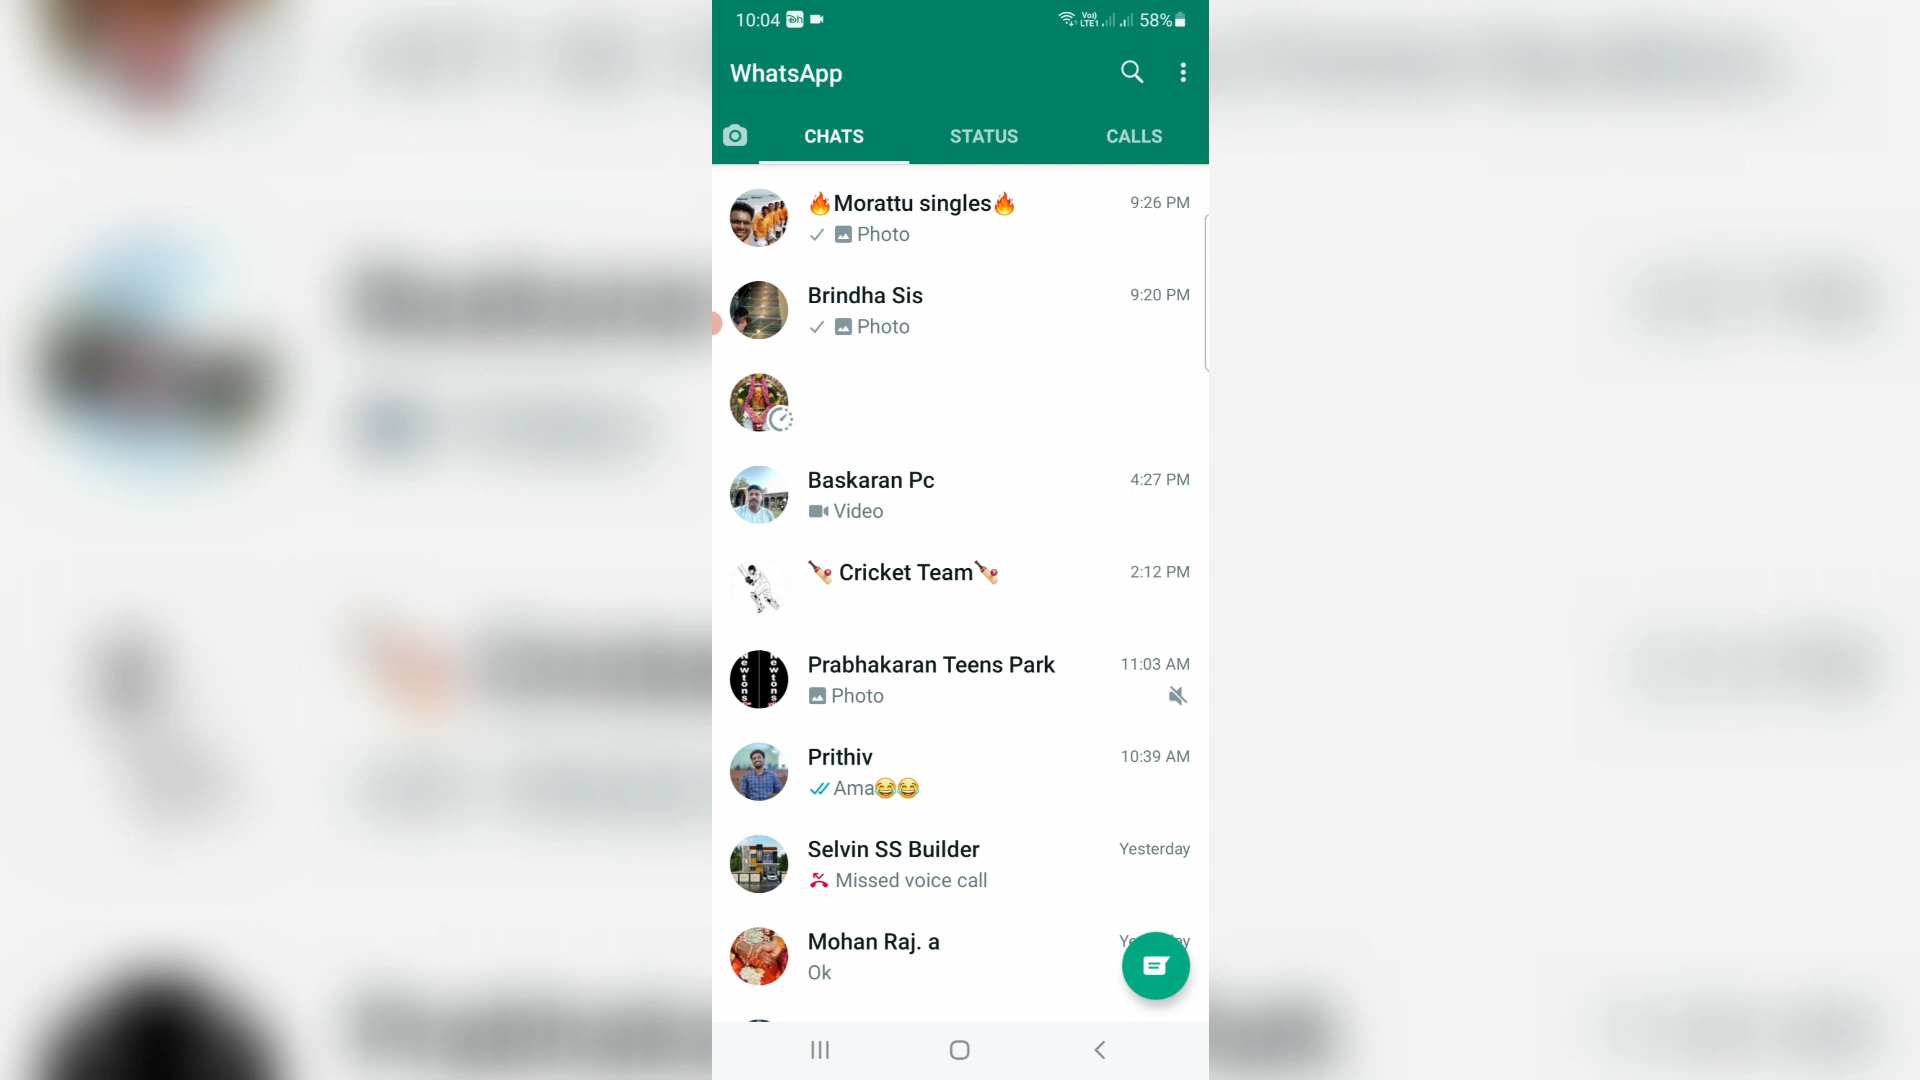 10:04 58%
WhatsApp
CHATS STATUS CALLS
🔥Morattu singles🔥 9:26 PM
Photo
Brindha Sis 9:20 PM
Photo
Baskaran Pc 4:27 PM
Video
🏏 Cricket Team🏏 2:12 PM
Prabhakaran Teens Park 11:03 AM
Photo
Newtons Newtons
Prithiv 10:39 AM
Ama😂😂
Selvin SS Builder Yesterday
Missed voice call
Mohan Raj. a
Ok